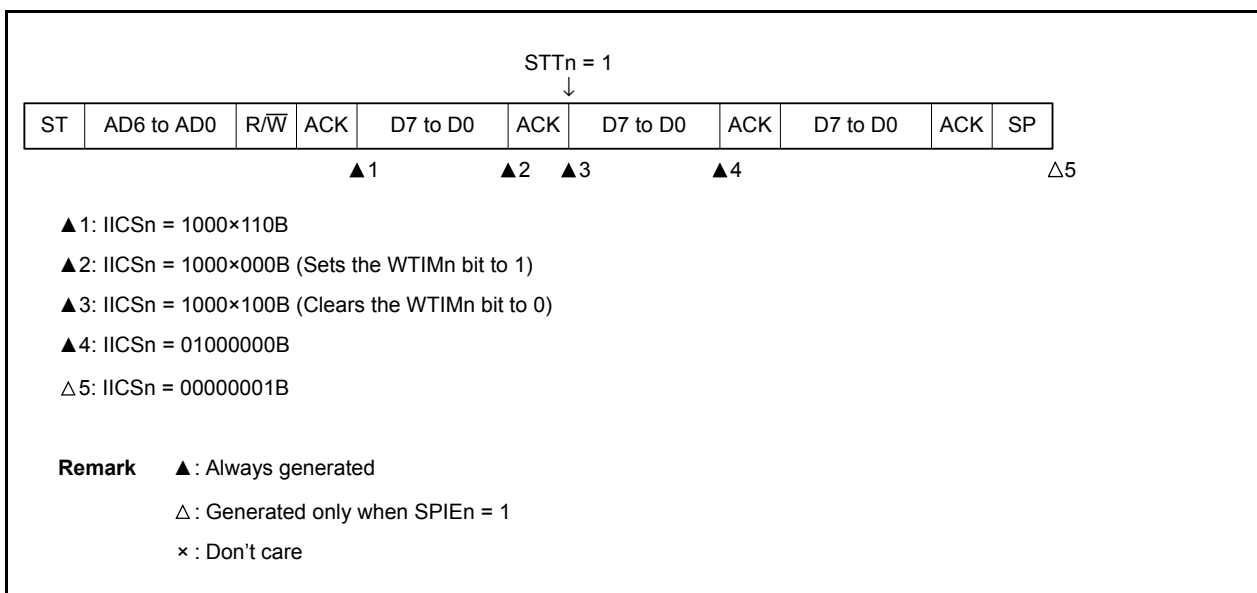 STTn = 1
↓
ST AD6 to AD0 R/W̅ ACK D7 to D0 ACK D7 to D0 ACK D7 to D0 ACK SP
▲1 ▲2 ▲3 ▲4 △5
▲1: IICSn = 1000×110B
▲2: IICSn = 1000×000B (Sets the WTIMn bit to 1)
▲3: IICSn = 1000×100B (Clears the WTIMn bit to 0)
▲4: IICSn = 01000000B
△5: IICSn = 00000001B
Remark ▲: Always generated
△: Generated only when SPIEn = 1
×: Don't care